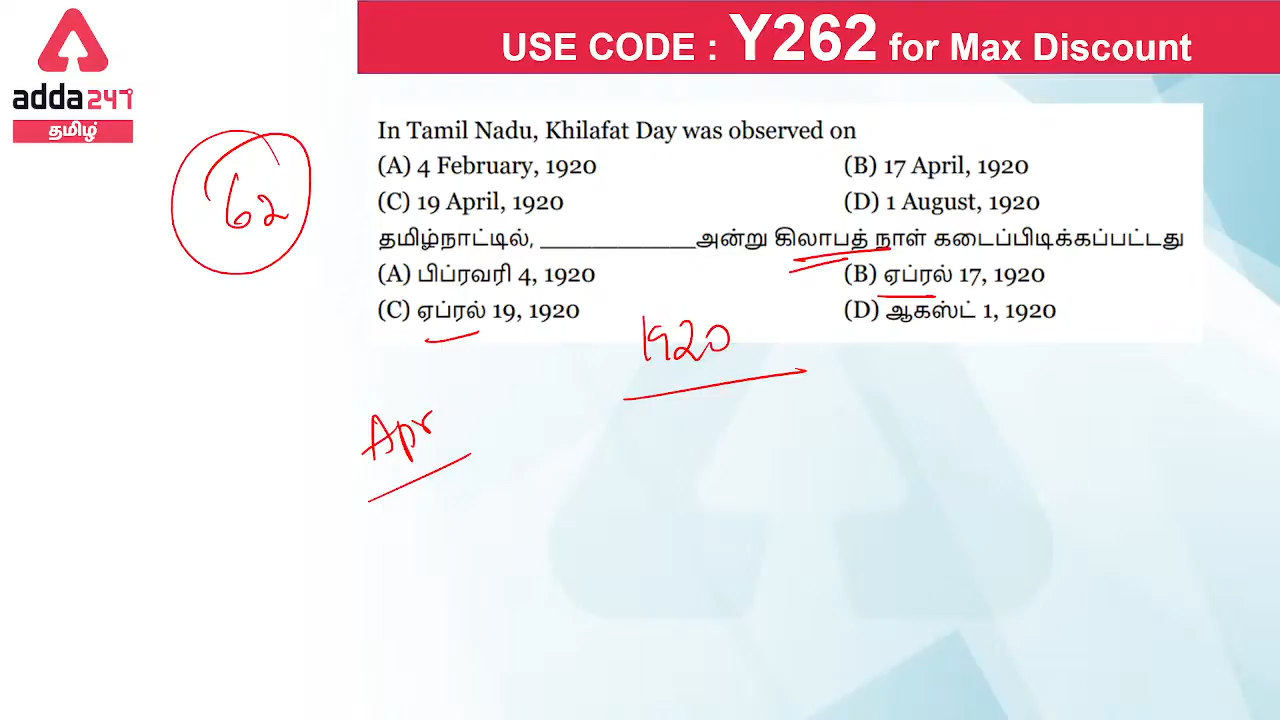 USE CODE : Y262 for Max Discount
adda247
தமிழ்
62
In Tamil Nadu, Khilafat Day was observed on
(A) 4 February, 1920 (B) 17 April, 1920
(C) 19 April, 1920 (D) 1 August, 1920
தமிழ்நாட்டில், ______________அன்று கிலாபத் நாள் கடைப்பிடிக்கப்பட்டது
(A) பிப்ரவரி 4, 1920 (B) ஏப்ரல் 17, 1920
(C) ஏப்ரல் 19, 1920 (D) ஆகஸ்ட் 1, 1920
1920
Apr